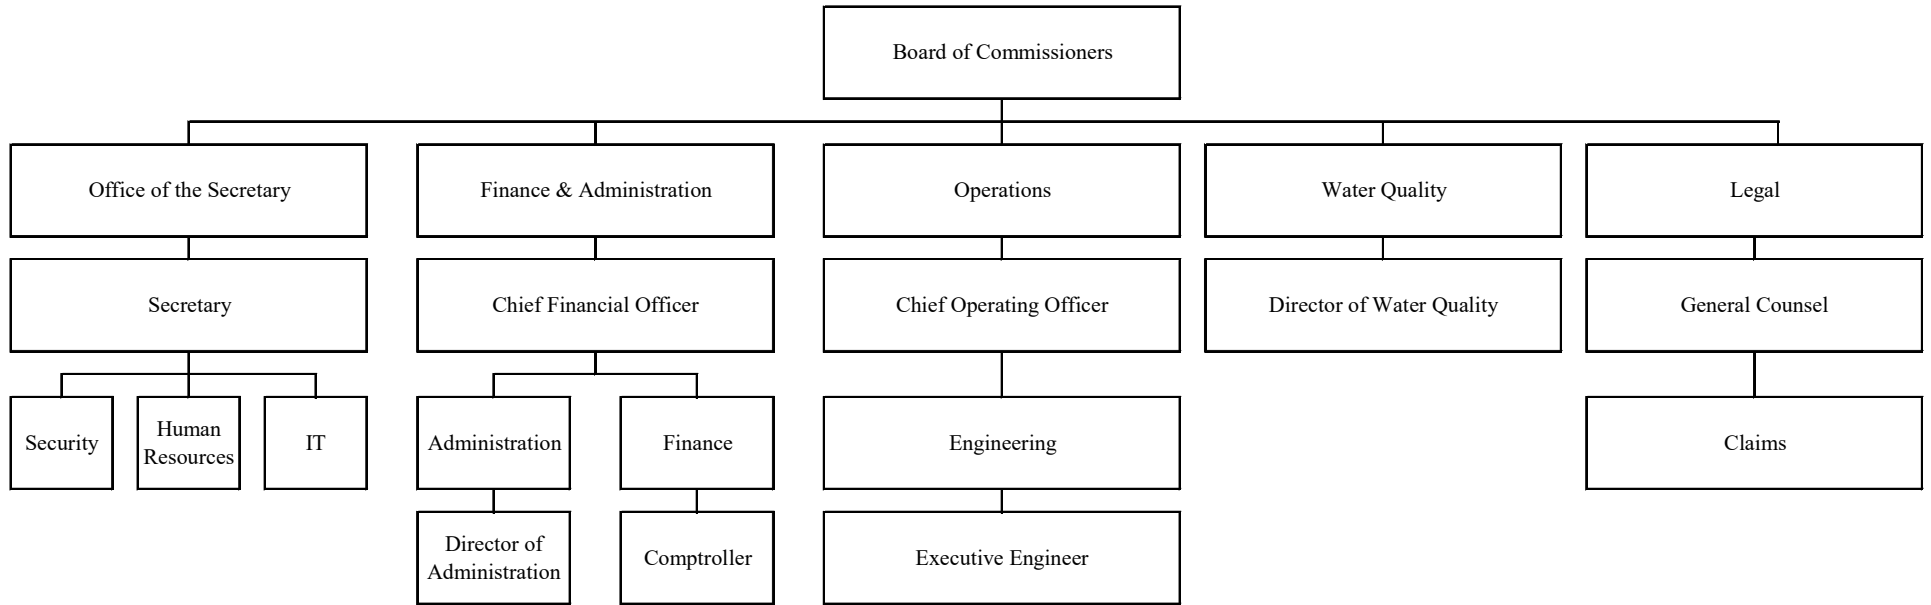 Board of Commissioners
Office of the Secretary
Finance & Administration
Operations
Water Quality
Legal
Secretary
Chief Financial Officer
Chief Operating Officer
Director of Water Quality
General Counsel
Security
Human
Resources
IT
Administration
Finance
Engineering
Claims
Director of
Administration
Comptroller
Executive Engineer